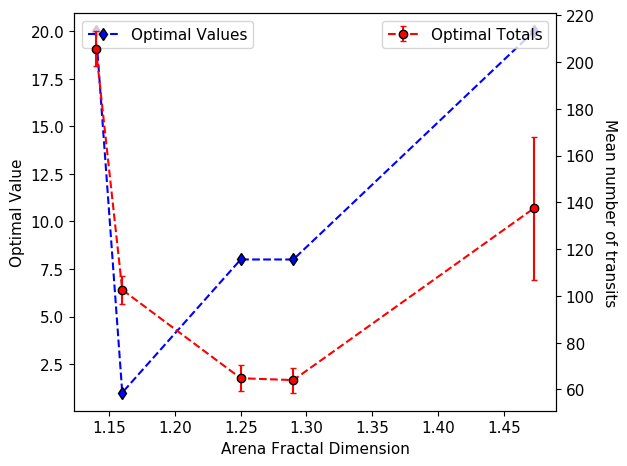 Optimal Values
Optimal Totals
20.0
17.5
15.0
12.5
10.0
7.5
5.0
2.5
Optimal Value
220
200
180
160
140
120
100
80
60
Mean number of transits
1.15 1.20 1.25 1.30 1.35 1.40 1.45
Arena Fractal Dimension